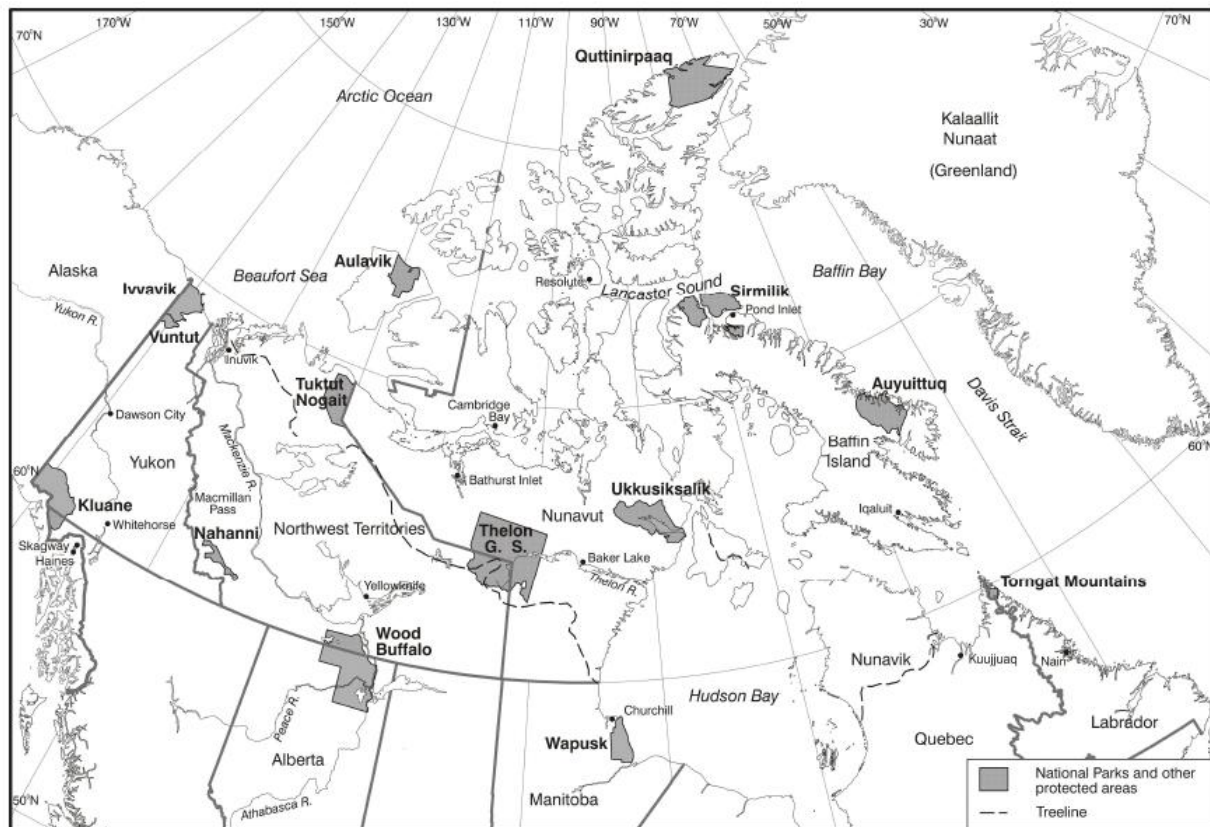 170°W
150°W
130°W
110°W
90°W
70°W
50°W
30°W
70°N
70°N
Quttinirpaaq
Arctic Ocean
Kalaallit
Nunaat
(Greenland)
Alaska
Beaufort Sea
Aulavik
Baffin Bay
Resolute
Lancastor Sound
Sirmilik
Pond Inlet
Ivvavik
Yukon R.
Vuntut
Inuvik
Tuktut
Nogait
Auyuittuq
Davis Strait
Cambridge
Bay
Dawson City
Mackenzie R.
Baffin
Island
60°N
60°N
Yukon
Bathurst Inlet
Macmillan
Pass
Ukkusiksalik
Kluane
Nunavut
Iqaluit
Whitehorse
Nahanni
Northwest Territories
Thelon
G. S.
Skagway
Haines
Baker Lake
Thelon R.
Yellowknife
Torngat Mountains
Wood
Buffalo
Nunavik
Kuujjuaq
Nain
Hudson Bay
Peace R.
Churchill
Labrador
Wapusk
Quebec
Alberta
50°N
Manitoba
Athabasca R.
National Parks and other
protected areas
Treeline